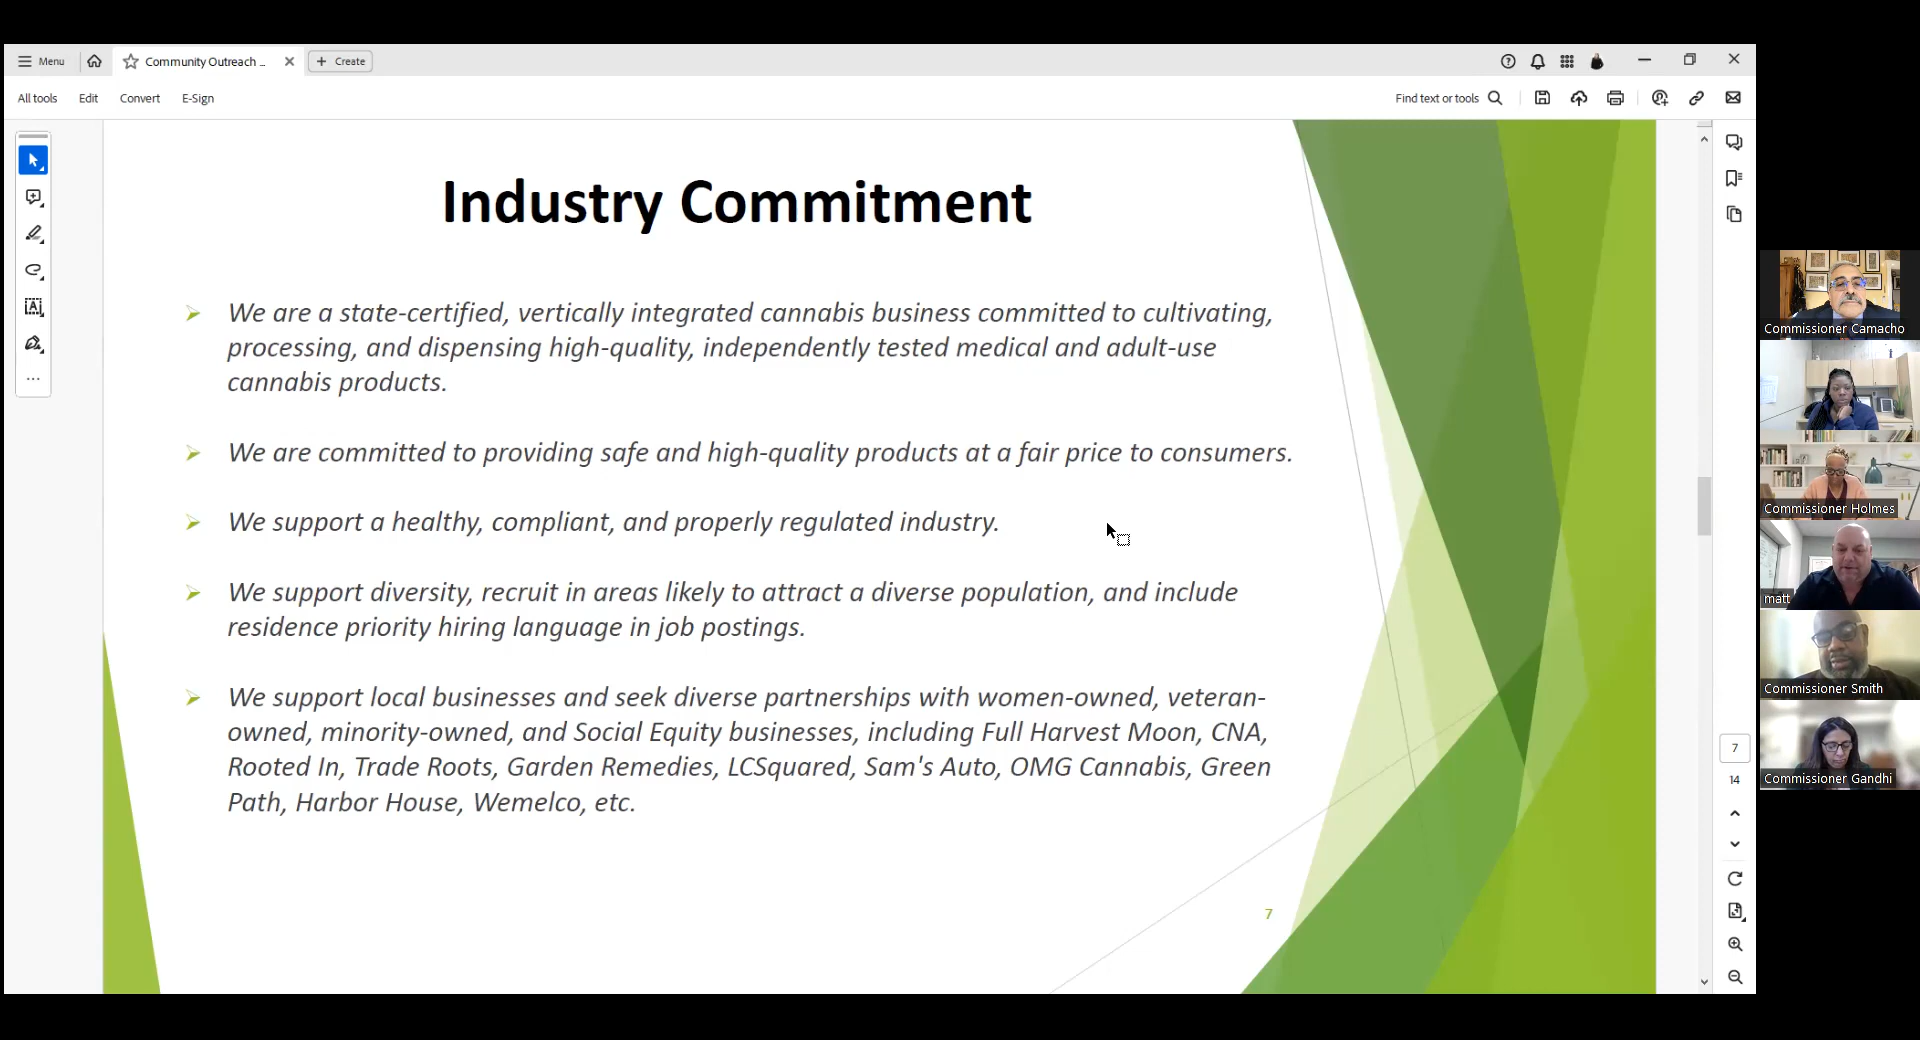 Menu
Community Outreach ...
Create
All tools
Edit
Convert
E-Sign
Find text or tools
Industry Commitment
We are a state-certified, vertically integrated cannabis business committed to cultivating,
processing, and dispensing high-quality, independently tested medical and adult-use
cannabis products.
We are committed to providing safe and high-quality products at a fair price to consumers.
We support a healthy, compliant, and properly regulated industry.
We support diversity, recruit in areas likely to attract a diverse population, and include
residence priority hiring language in job postings.
We support local businesses and seek diverse partnerships with women-owned, veteran-
owned, minority-owned, and Social Equity businesses, including Full Harvest Moon, CNA,
Rooted In, Trade Roots, Garden Remedies, LCSquared, Sam's Auto, OMG Cannabis, Green
Path, Harbor House, Wemelco, etc.
7
7
14
Commissioner Camacho
Commissioner Holmes
matt
Commissioner Smith
Commissioner Gandhi